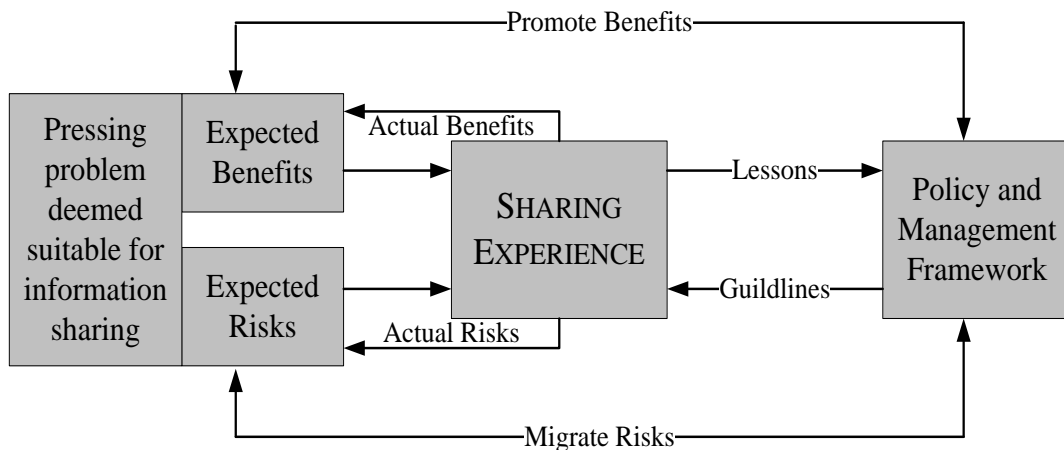 Promote Benefits
Pressing
problem
deemed
suitable for
information
sharing
Expected
Benefits
Actual Benefits
SHARING
EXPERIENCE
Lessons
Policy and
Management
Framework
Expected
Risks
Actual Risks
Guildlines
Migrate Risks